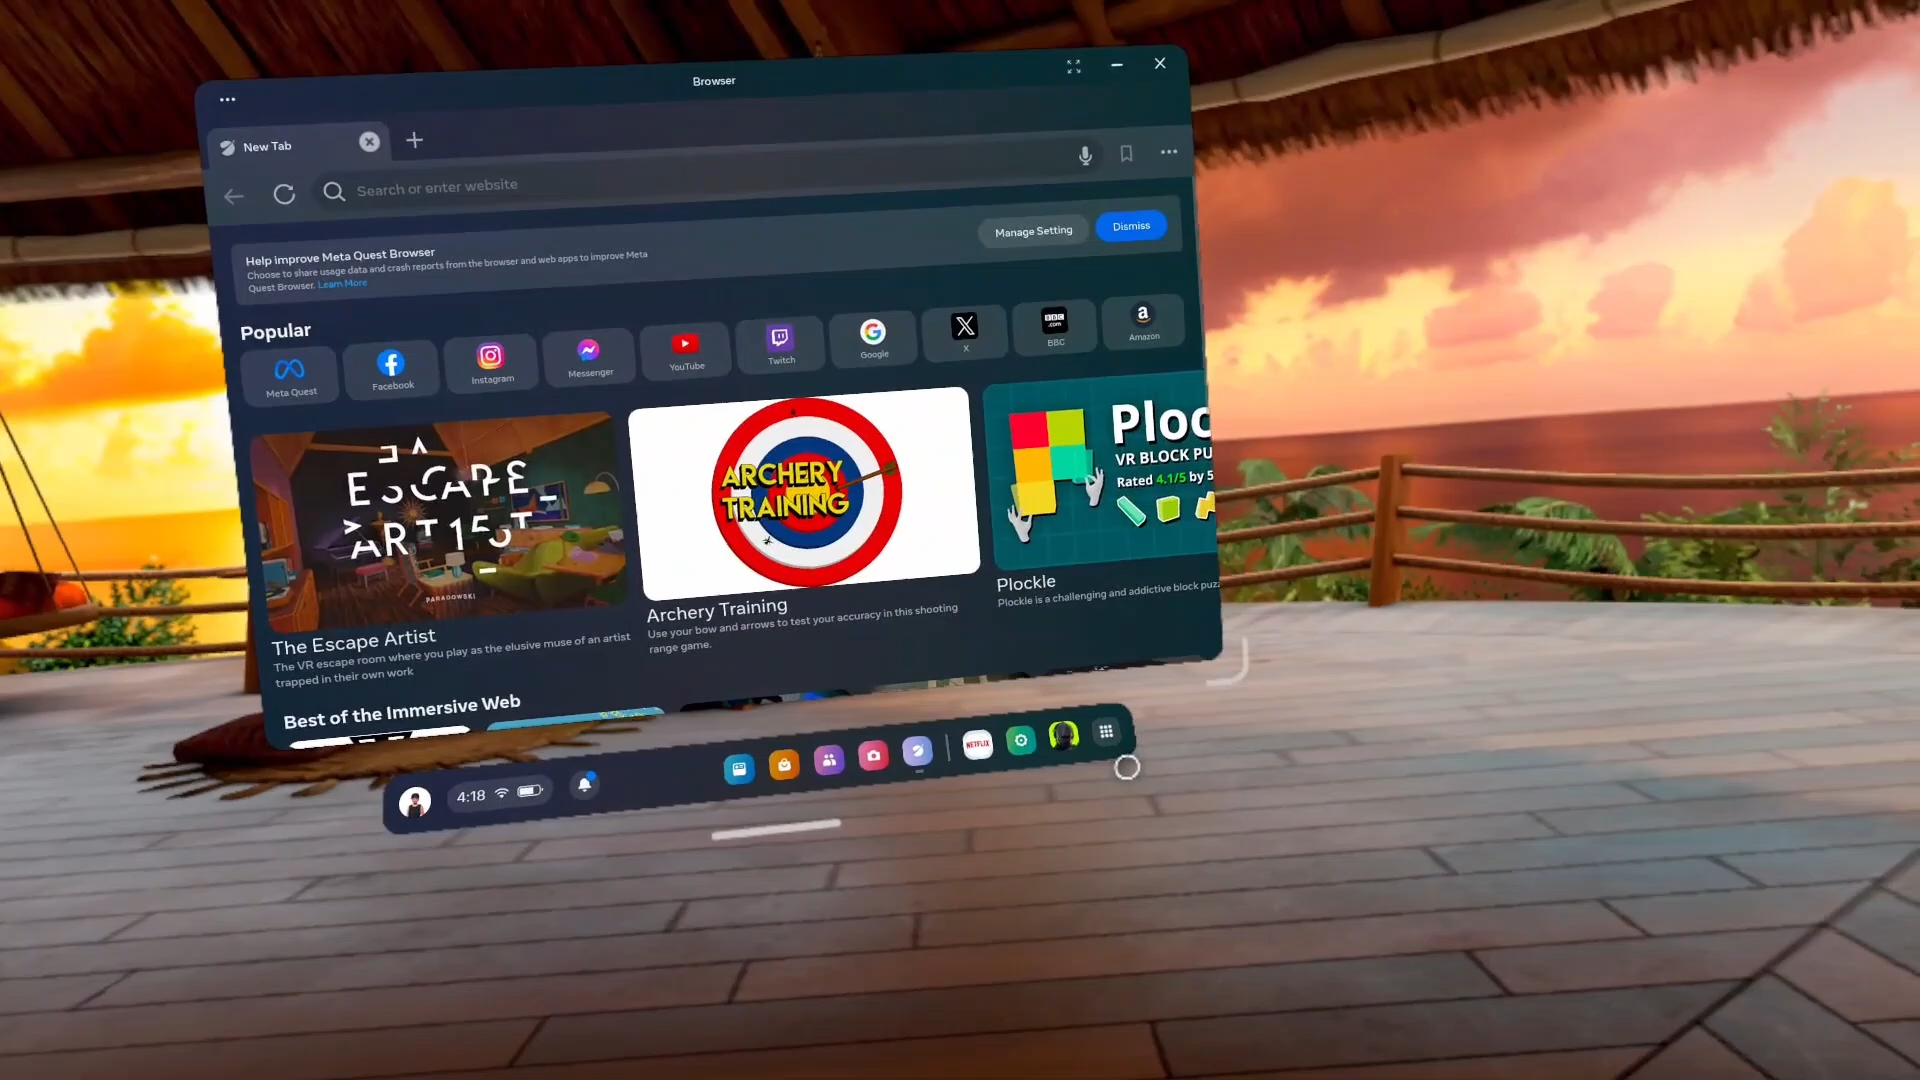 Browser
New Tab
Search or enter website
Help improve Meta Quest Browser
Choose to share usage data and crash reports from the browser and web apps to improve Meta
Quest Browser. Learn More
Manage Setting
Dismiss
Popular
Meta Quest
Facebook
Instagram
Messenger
YouTube
Twitch
Google
X
BBC
.com
BBC
Amazon
ESCAPE
ARTIST
PARADOWSKI
ARCHERY
TRAINING
Ploc
VR BLOCK PU
Rated 4.1/5 by 5
The Escape Artist
The VR escape room where you play as the elusive muse of an artist
trapped in their own work
Archery Training
Use your bow and arrows to test your accuracy in this shooting
range game.
Plockle
Plockle is a challenging and addictive block puz
Best of the Immersive Web
4:18
NETFLIX